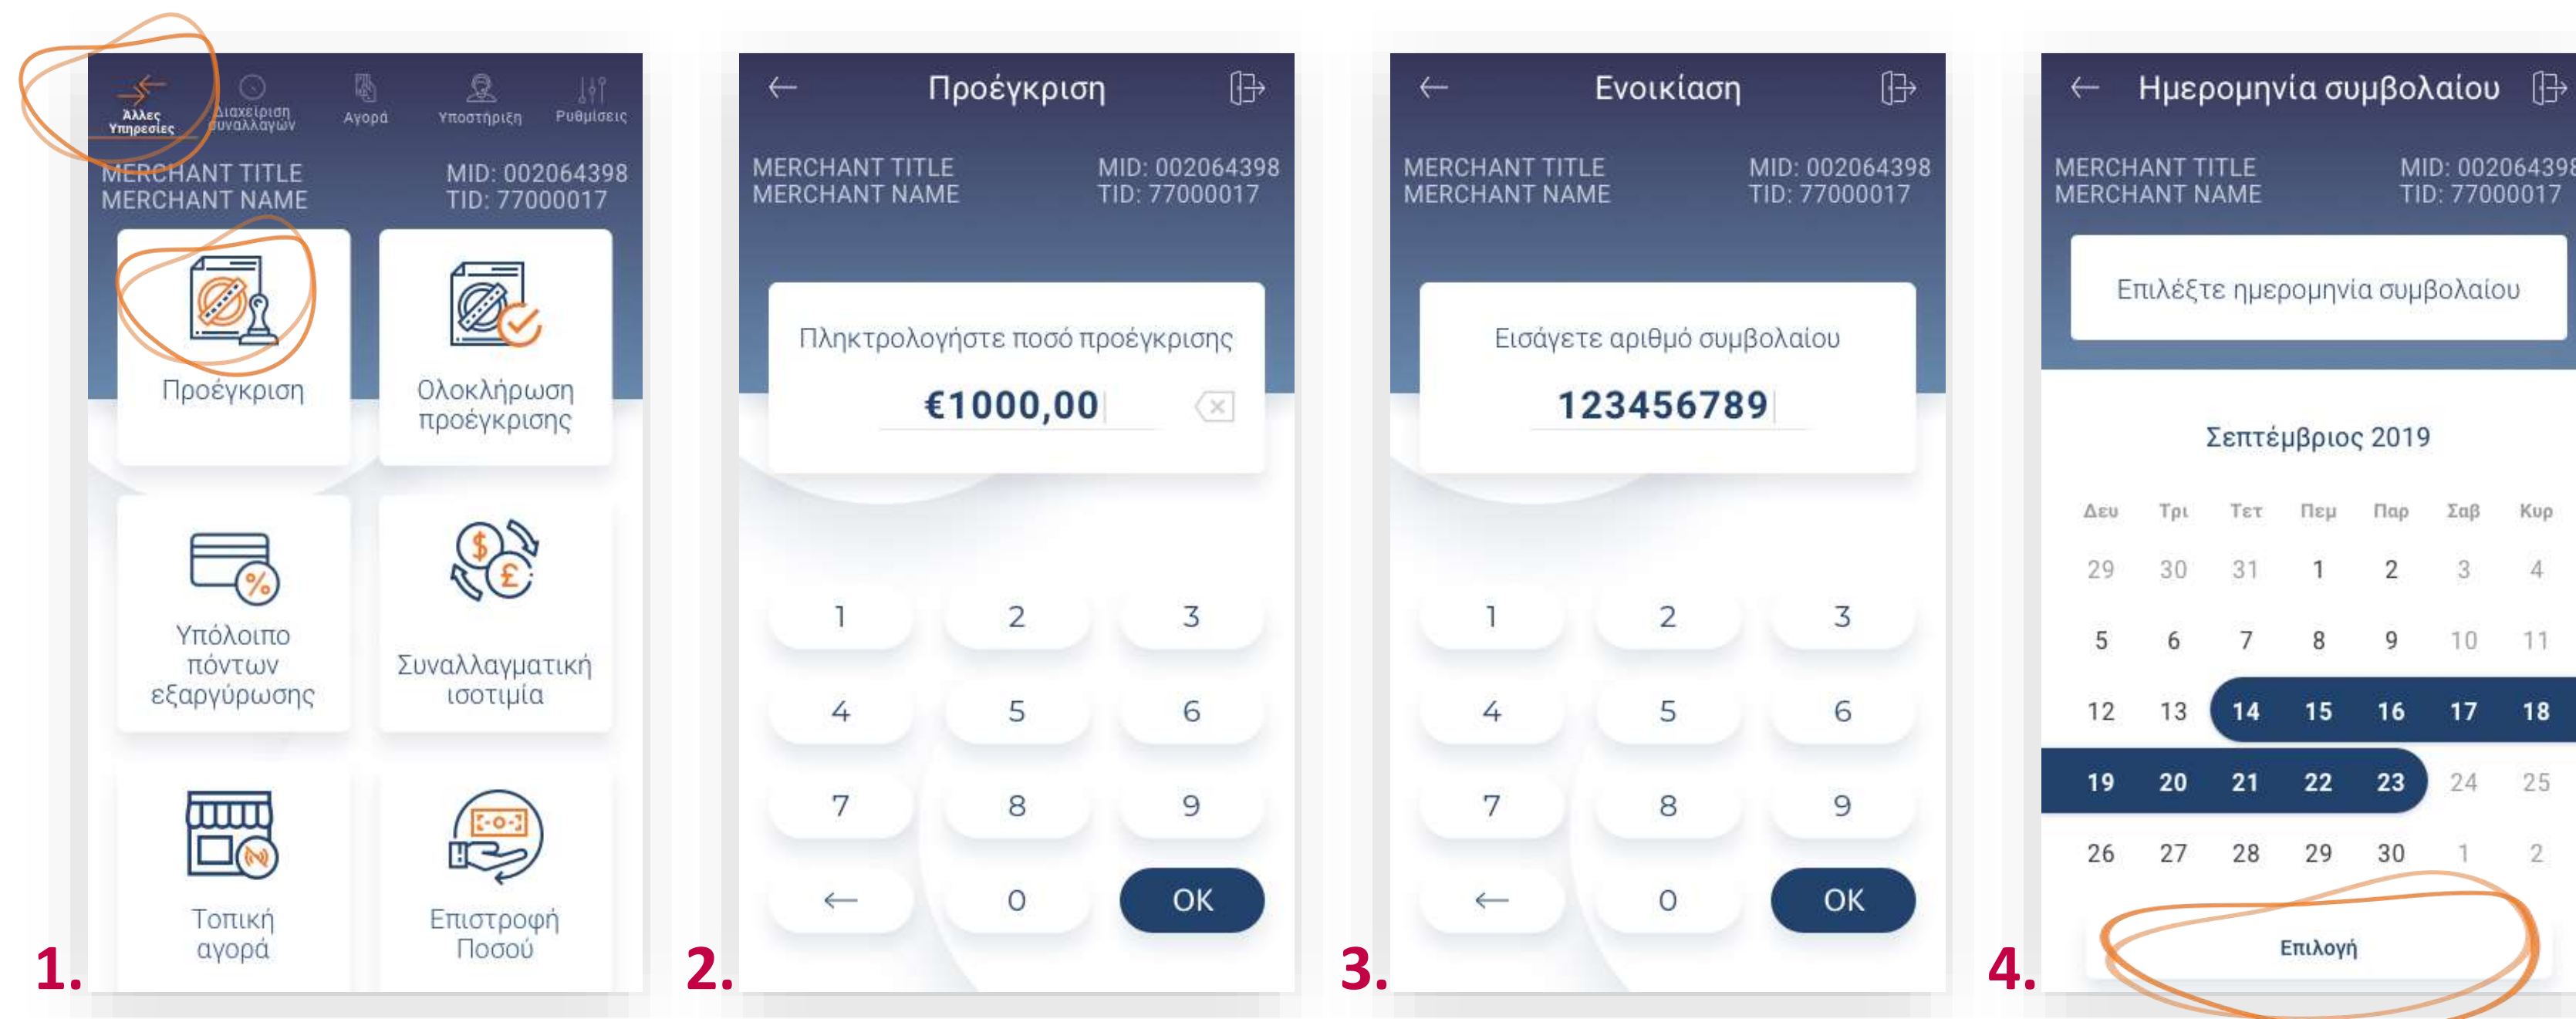 Άλλες
Υπηρεσίες
Διαχείριση
συναλλαγών
Αγορά
Υποστήριξη
Ρυθμίσεις
MERCHANT TITLE
MERCHANT NAME
MID: 002064398
TID: 77000017
Προέγκριση
Ολοκλήρωση
προέγκρισης
Υπόλοιπο
πόντων
εξαργύρωσης
Συναλλαγματική
ισοτιμία
Τοπική
αγορά
Επιστροφή
Ποσού
1.
Προέγκριση
MERCHANT TITLE
MERCHANT NAME
MID: 002064398
TID: 77000017
Πληκτρολογήστε ποσό προέγκρισης
€1000,00
1 2 3
4 5 6
7 8 9
0 OK
2.
Ενοικίαση
MERCHANT TITLE
MERCHANT NAME
MID: 002064398
TID: 77000017
Εισάγετε αριθμό συμβολαίου
123456789
1 2 3
4 5 6
7 8 9
0 OK
3.
Ημερομηνία συμβολαίου
MERCHANT TITLE
MERCHANT NAME
MID: 002064398
TID: 77000017
Επιλέξτε ημερομηνία συμβολαίου
Σεπτέμβριος 2019
Δευ Τρι Τετ Πεμ Παρ Σαβ Κυρ
29 30 31 1 2 3 4
5 6 7 8 9 10 11
12 13 14 15 16 17 18
19 20 21 22 23 24 25
26 27 28 29 30 1 2
Επιλογή
4.